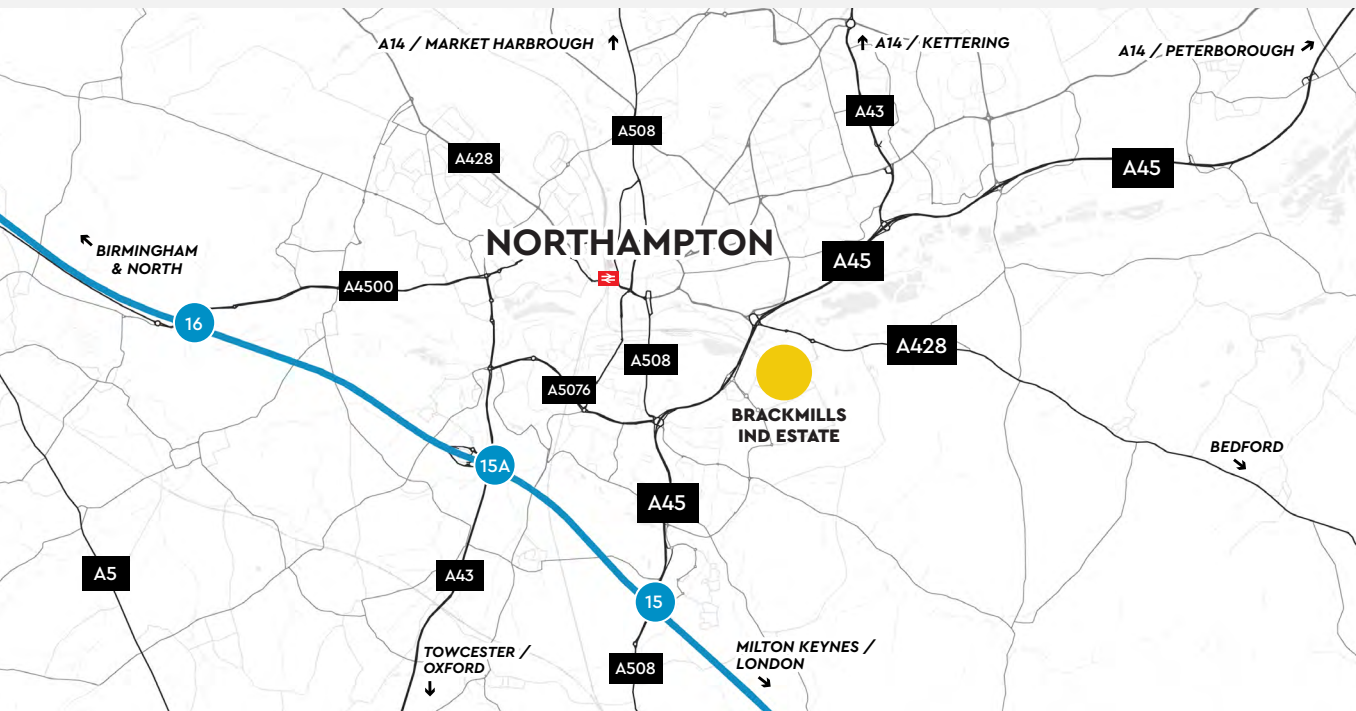 A14 / MARKET HARBROUGH ↑
↑ A14 / KETTERING
A14 / PETERBOROUGH ↗
A43
A508
A428
A45
NORTHAMPTON
↖ BIRMINGHAM
& NORTH
A45
A4500
16
A428
A508
A5076
BRACKMILLS
IND ESTATE
BEDFORD
↘
15A
A45
A5
A43
15
TOWCESTER /
OXFORD
↓
A508
MILTON KEYNES /
LONDON
↘